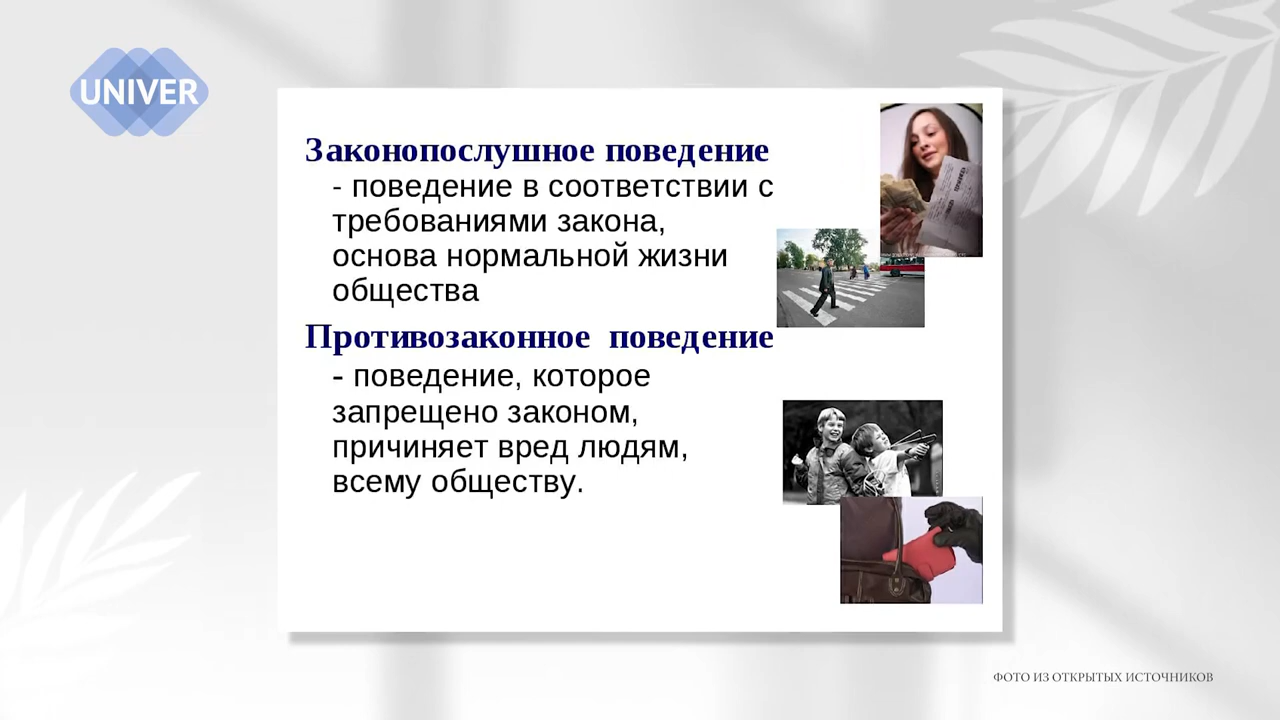 UNIVER
Законопослушное поведение
- поведение в соответствии с
требованиями закона,
основа нормальной жизни
общества
Противозаконное поведение
- поведение, которое
запрещено законом,
причиняет вред людям,
всему обществу.
ФОТО ИЗ ОТКРЫТЫХ ИСТОЧНИКОВ